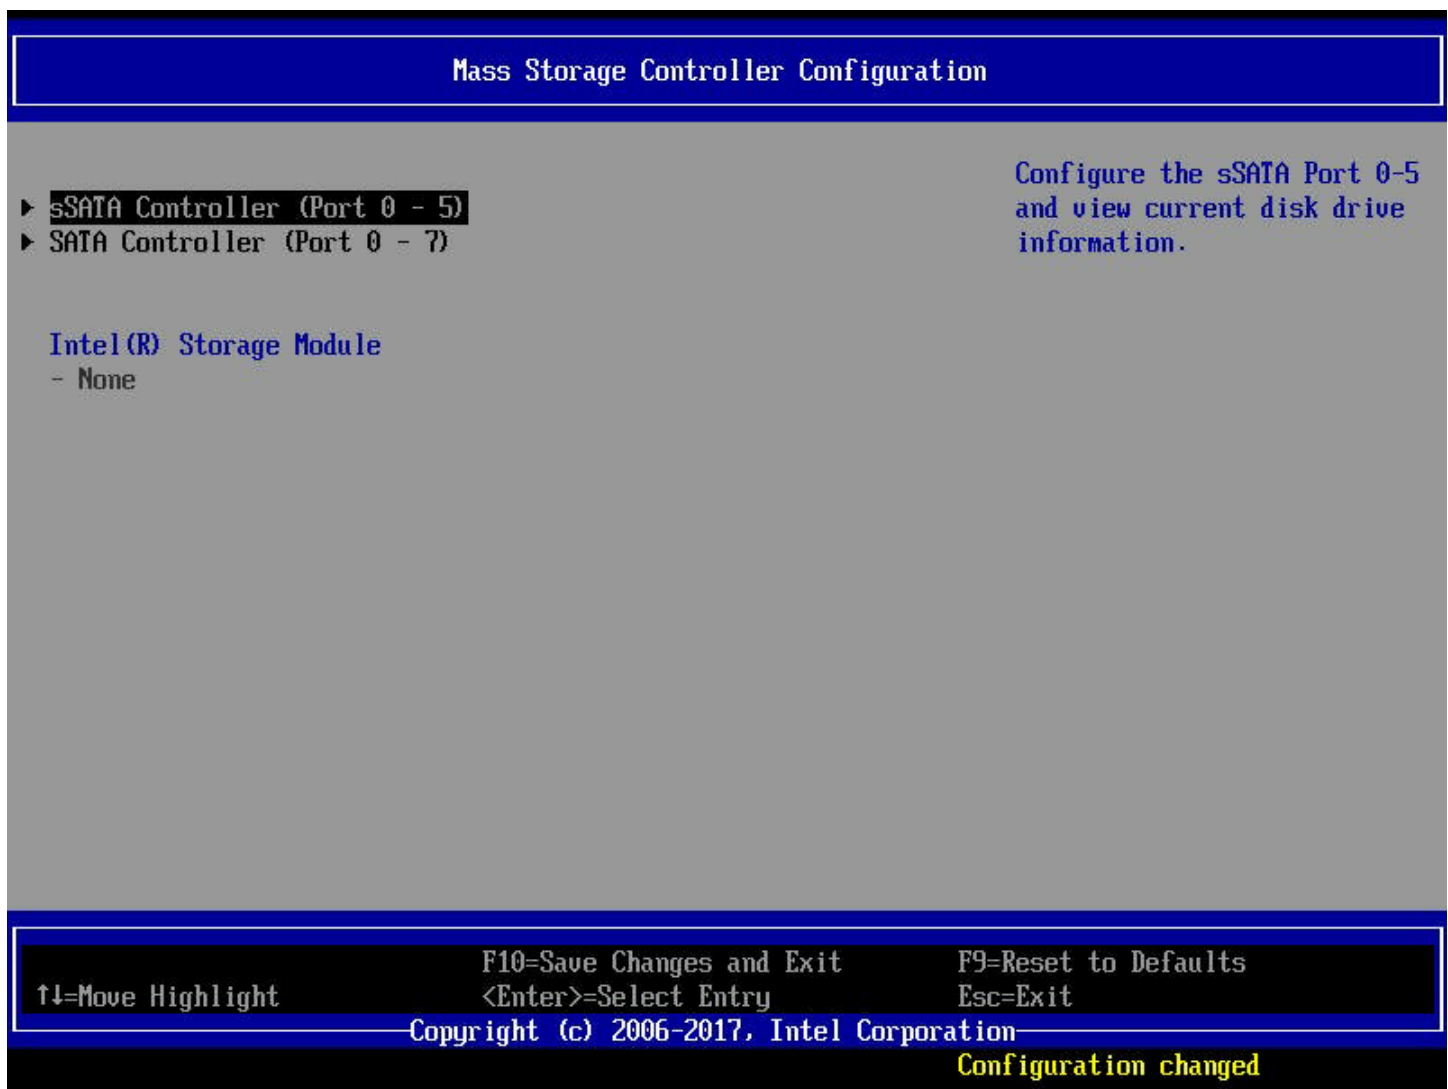 Mass Storage Controller Configuration
sSATA Controller (Port 0 - 5)
SATA Controller (Port 0 - 7)
Intel(R) Storage Module
- None
Configure the sSATA Port 0-5
and view current disk drive
information.
F10=Save Changes and Exit F9=Reset to Defaults
↑↓=Move Highlight <Enter>=Select Entry Esc=Exit
Copyright (c) 2006-2017, Intel Corporation
Configuration changed